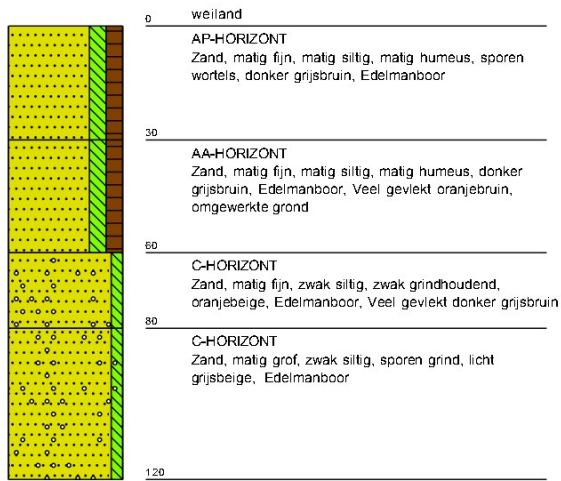 0
weiland
AP-HORIZONT
Zand, matig fijn, matig siltig, matig humeus, sporen
wortels, donker grijsbruin, Edelmanboor
30
AA-HORIZONT
Zand, matig fijn, matig siltig, matig humeus, donker
grijsbruin, Edelmanboor, Veel gevlekt oranjebruin,
omgewerkte grond
60
C-HORIZONT
Zand, matig fijn, zwak siltig, zwak grindhoudend,
oranjebeige, Edelmanboor, Veel gevlekt donker grijsbruin
80
C-HORIZONT
Zand, matig grof, zwak siltig, sporen grind, licht
grijsbeige, Edelmanboor
120